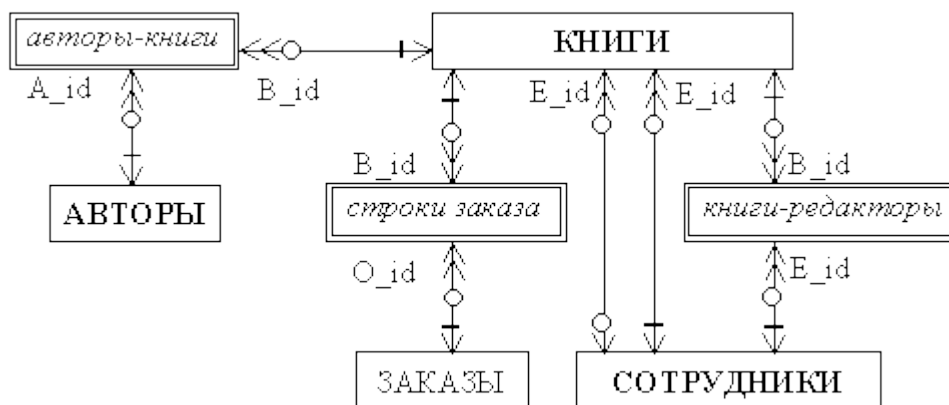 авторы-книги
КНИГИ
A_id
B_id
E_id
E_id
B_id
B_id
АВТОРЫ
строки заказа
книги-редакторы
O_id
E_id
ЗАКАЗЫ
СОТРУДНИКИ